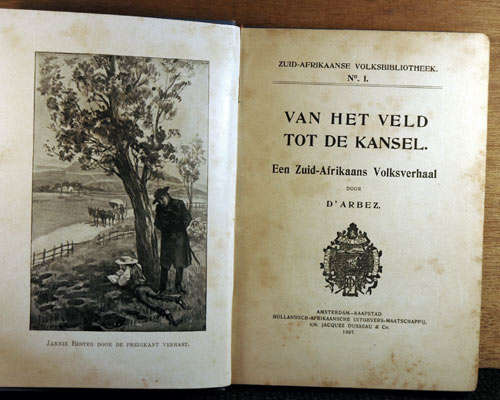 JANNIE BESTER DOOR DE PREDIKANT VERRAST.
ZUID-AFRIKAANSE VOLKSBIBLIOTHEEK.
No. 1.
VAN HET VELD
TOT DE KANSEL.
Een Zuid-Afrikaans Volksverhaal
DOOR
D'ARBEZ.
AMSTERDAM—KAAPSTAD
HOLLANDSCH-AFRIKAANSCHE UITGEVERS-MAATSCHAPPIJ,
v/h. JACQUES DUSSEAU & Co.